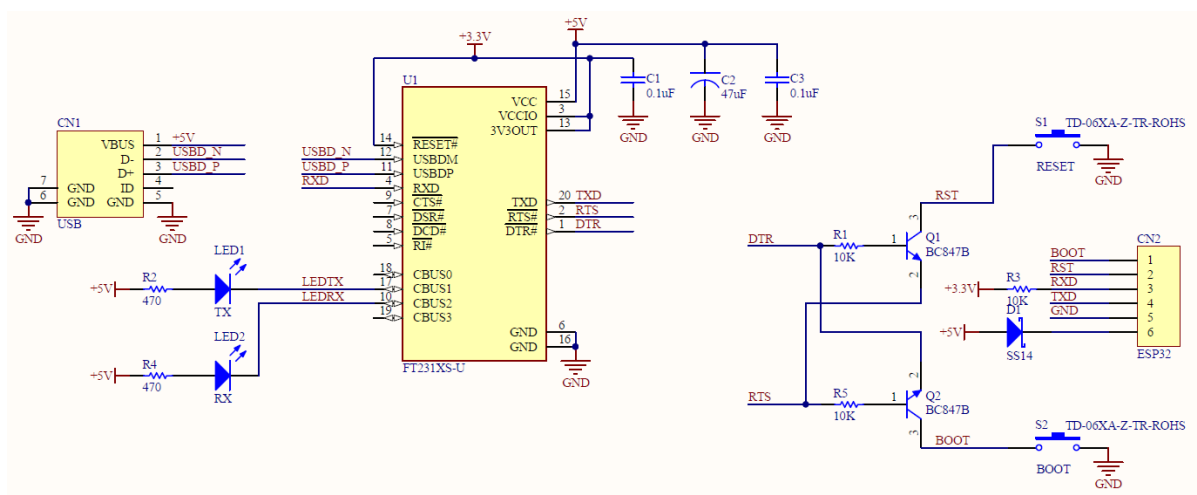 CN1
VBUS 1 +5V
D- 2 USBD_N
D+ 3 USBD_P
7 GND ID 4
6 GND GND 5
USB
GND
GND
+3.3V
+5V
U1
VCC 15
VCCIO 3
3V3OUT 13
14 RESET#
USBD_N 12 USBDM
USBD_P 11 USBDP
RXD 4 RXD
9 CTS#
7 DSR#
8 DCD#
5 RI#
TXD 20 TXD
RTS# 2 RTS
DTR# 1 DTR
18 CBUS0
LEDTX 17 CBUS1
LEDRX 10 CBUS2
19 CBUS3
GND 6
GND 16
FT231XS-U
GND
C1
0.1uF
GND
C2
47uF
GND
C3
0.1uF
GND
+5V
R2
470
LED1
TX
+5V
R4
470
LED2
RX
S1
TD-06XA-Z-TR-ROHS
RESET
GND
RST
3
DTR
R1
10K
1
Q1
BC847B
2
CN2
BOOT 1
RST 2
RXD 3
TXD 4
GND 5
6
ESP32
+3.3V
R3
10K
+5V
D1
SS14
2
RTS
R5
10K
1
Q2
BC847B
3
BOOT
S2
TD-06XA-Z-TR-ROHS
BOOT
GND